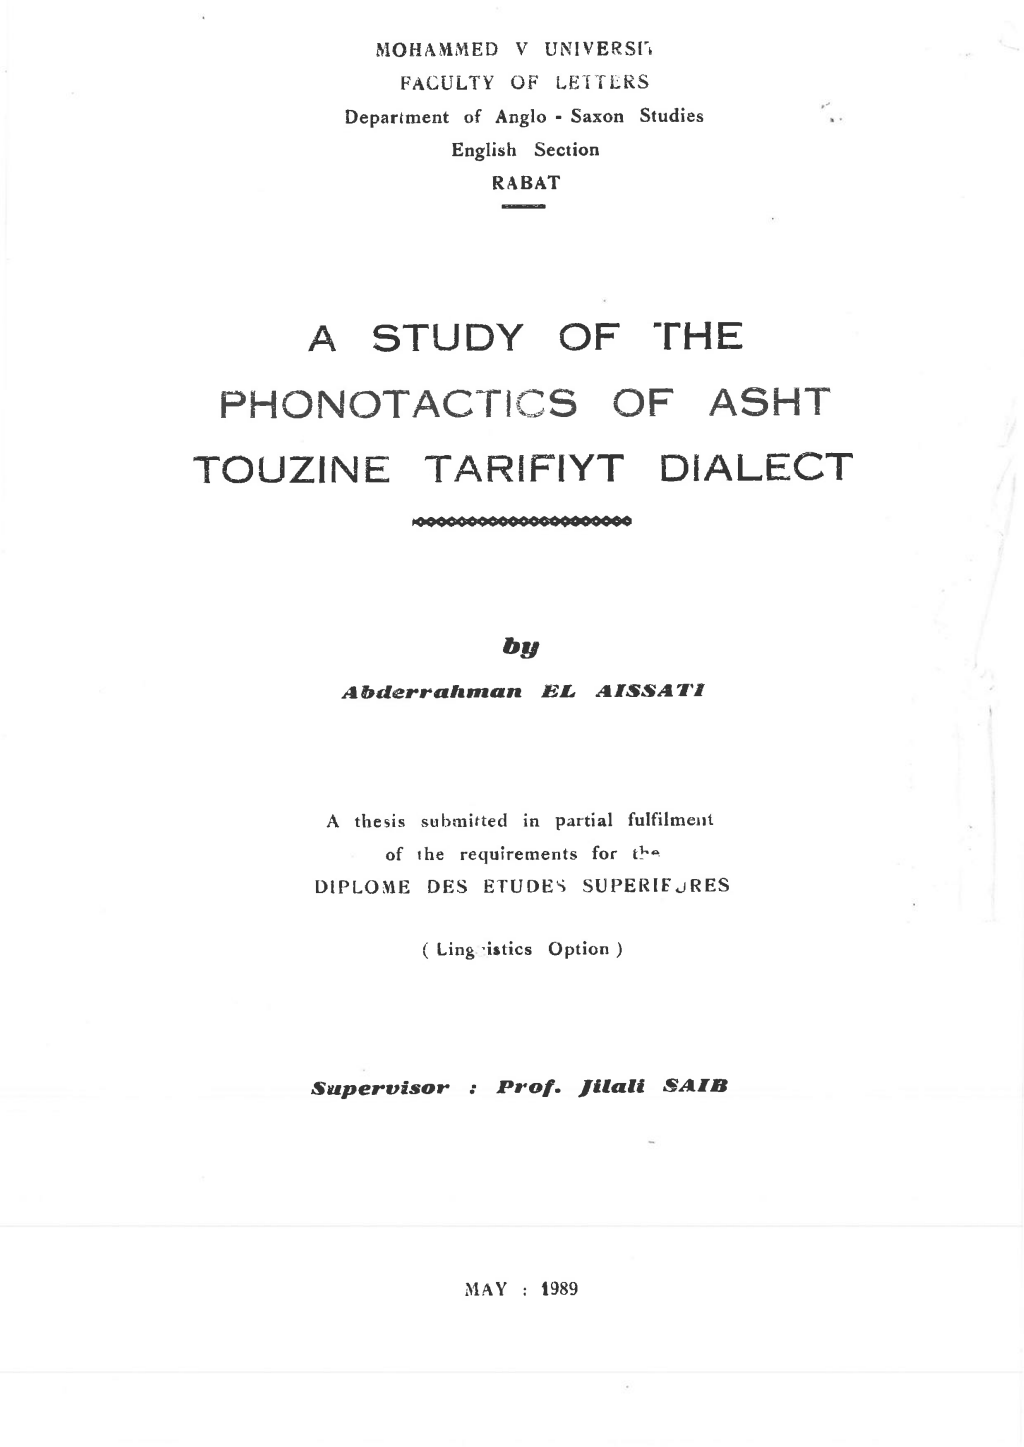 MOHAMMED V UNIVERSIT
FACULTY OF LETTERS
Department of Anglo - Saxon Studies
English Section
RABAT
A STUDY OF THE
PHONOTACTICS OF ASHT
TOUZINE TARIFIYT DIALECT
by
Abderrahman EL AISSATI
A thesis submitted in partial fulfilment
of the requirements for the
DIPLOME DES ETUDES SUPERIEURES
( Linguistics Option )
Supervisor : Prof. Jilali SAIB
MAY : 1989